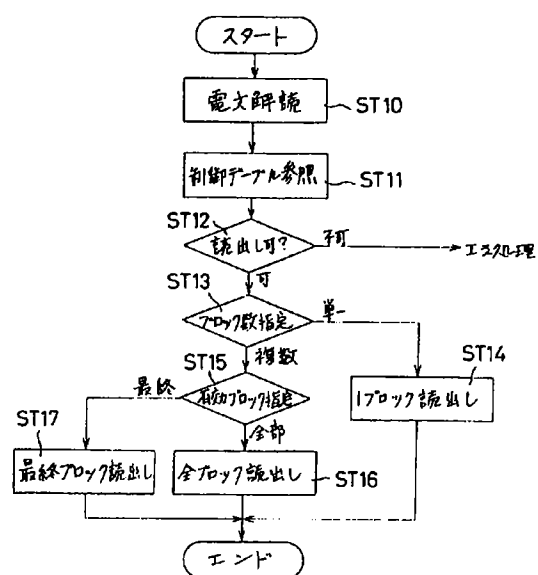 スタート
電文解読
ST10
制御テーブル参照
ST11
ST12
読出し可?
不可
エラー処理
可
ST13
ブロック数指定
単一
複数
ST14
1ブロック読出し
ST15
有効ブロック指定
最終
全部
ST17
最終ブロック読出し
全ブロック読出し
ST16
エンド